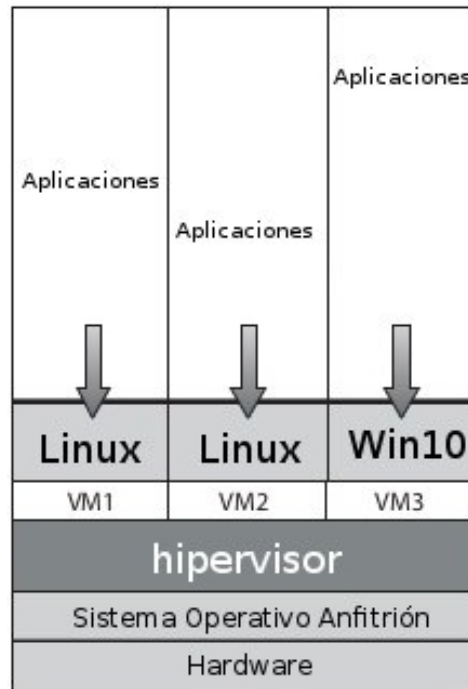 Aplicaciones
Aplicaciones
Aplicaciones
Linux
Linux
Win10
VM1
VM2
VM3
hipervisor
Sistema Operativo Anfitrión
Hardware